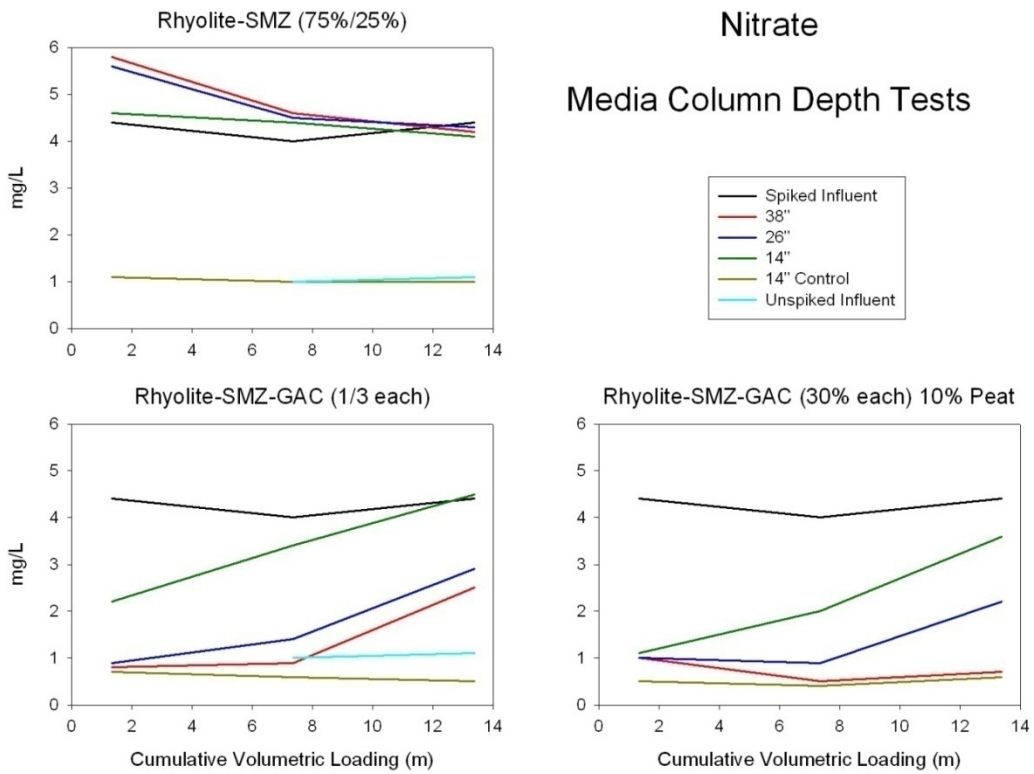 Rhyolite-SMZ (75%/25%)
Nitrate
Media Column Depth Tests
mg/L
6
5
4
3
2
1
0
0 2 4 6 8 10 12 14
Spiked Influent
38"
26"
14"
14" Control
Unspiked Influent
Rhyolite-SMZ-GAC (1/3 each)
mg/L
6
5
4
3
2
1
0
0 2 4 6 8 10 12 14
Cumulative Volumetric Loading (m)
Rhyolite-SMZ-GAC (30% each) 10% Peat
6
5
4
3
2
1
0
0 2 4 6 8 10 12 14
Cumulative Volumetric Loading (m)